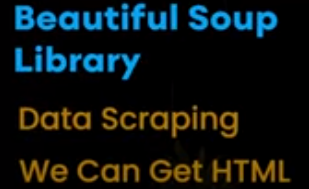 Beautiful Soup
Library
Data Scraping
We Can Get HTML